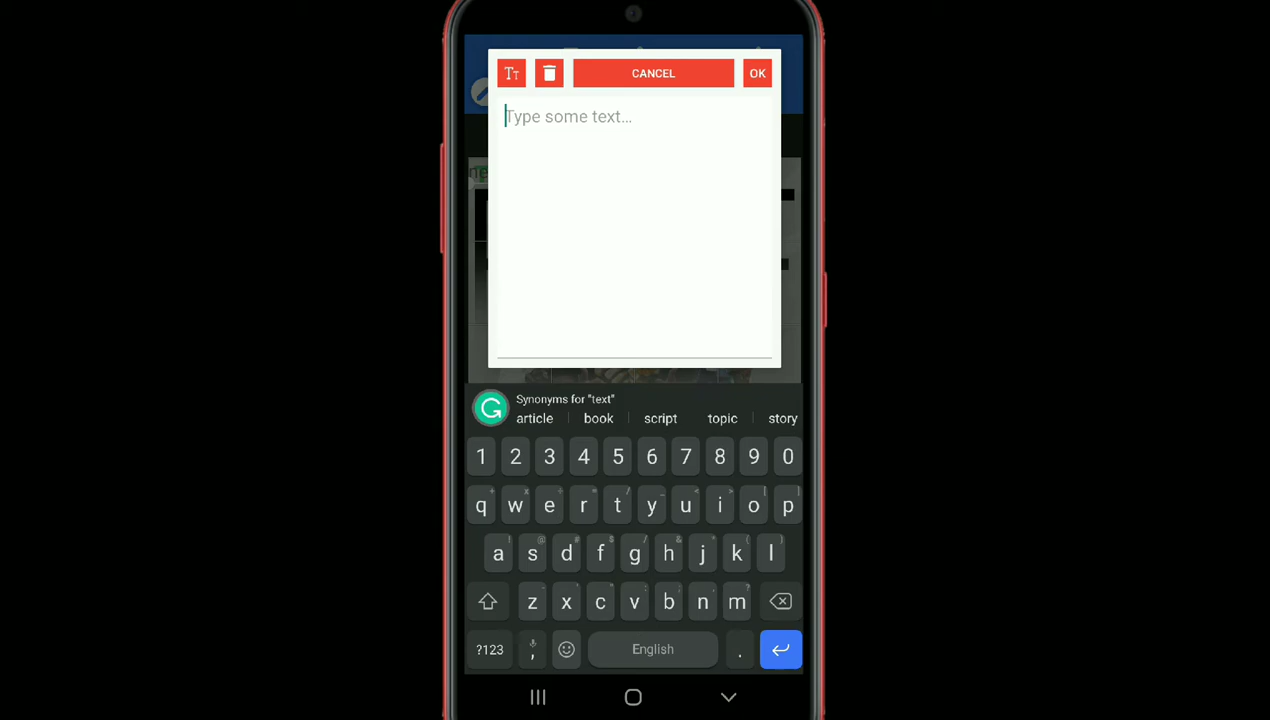 Tт CANCEL OK
Type some text...
ne
Synonyms for "text"
article book script topic story
1 2 3 4 5 6 7 8 9 0
q w e r t y u i o p
a s d f g h j k l
z x c v b n m
?123 , English .